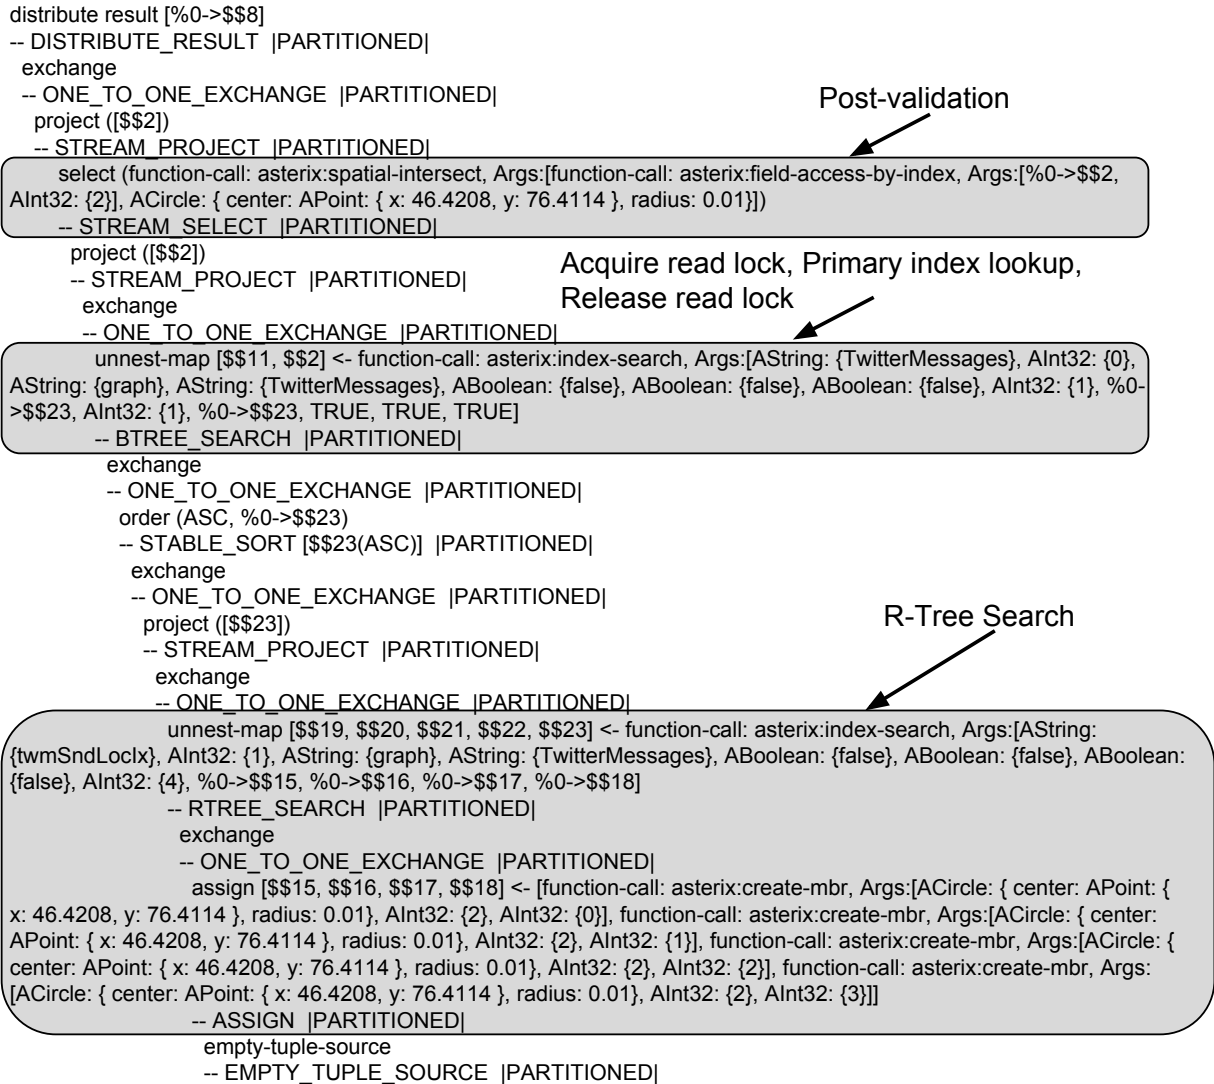 distribute result [%0->$$8]
-- DISTRIBUTE_RESULT |PARTITIONED|
exchange
-- ONE_TO_ONE_EXCHANGE |PARTITIONED|
Post-validation
project ([$$2])
-- STREAM_PROJECT |PARTITIONED|
select (function-call: asterix:spatial-intersect, Args:[function-call: asterix:field-access-by-index, Args:[%0->$$2,
AInt32: {2}], ACircle: { center: APoint: { x: 46.4208, y: 76.4114 }, radius: 0.01}])
-- STREAM_SELECT |PARTITIONED|
project ([$$2])
-- STREAM_PROJECT |PARTITIONED|
Acquire read lock, Primary index lookup,
Release read lock
exchange
-- ONE_TO_ONE_EXCHANGE |PARTITIONED|
unnest-map [$$11, $$2] <- function-call: asterix:index-search, Args:[AString: {TwitterMessages}, AInt32: {0},
AString: {graph}, AString: {TwitterMessages}, ABoolean: {false}, ABoolean: {false}, ABoolean: {false}, AInt32: {1}, %0-
>$$23, AInt32: {1}, %0->$$23, TRUE, TRUE, TRUE]
-- BTREE_SEARCH |PARTITIONED|
exchange
-- ONE_TO_ONE_EXCHANGE |PARTITIONED|
order (ASC, %0->$$23)
-- STABLE_SORT [$$23(ASC)] |PARTITIONED|
exchange
-- ONE_TO_ONE_EXCHANGE |PARTITIONED|
R-Tree Search
project ([$$23])
-- STREAM_PROJECT |PARTITIONED|
exchange
-- ONE_TO_ONE_EXCHANGE |PARTITIONED|
unnest-map [$$19, $$20, $$21, $$22, $$23] <- function-call: asterix:index-search, Args:[AString:
{twmSndLocIx}, AInt32: {1}, AString: {graph}, AString: {TwitterMessages}, ABoolean: {false}, ABoolean: {false}, ABoolean:
{false}, AInt32: {4}, %0->$$15, %0->$$16, %0->$$17, %0->$$18]
-- RTREE_SEARCH |PARTITIONED|
exchange
-- ONE_TO_ONE_EXCHANGE |PARTITIONED|
assign [$$15, $$16, $$17, $$18] <- [function-call: asterix:create-mbr, Args:[ACircle: { center: APoint: {
x: 46.4208, y: 76.4114 }, radius: 0.01}, AInt32: {2}, AInt32: {0}], function-call: asterix:create-mbr, Args:[ACircle: { center:
APoint: { x: 46.4208, y: 76.4114 }, radius: 0.01}, AInt32: {2}, AInt32: {1}], function-call: asterix:create-mbr, Args:[ACircle: {
center: APoint: { x: 46.4208, y: 76.4114 }, radius: 0.01}, AInt32: {2}, AInt32: {2}], function-call: asterix:create-mbr, Args:
[ACircle: { center: APoint: { x: 46.4208, y: 76.4114 }, radius: 0.01}, AInt32: {2}, AInt32: {3}]]
-- ASSIGN |PARTITIONED|
empty-tuple-source
-- EMPTY_TUPLE_SOURCE |PARTITIONED|